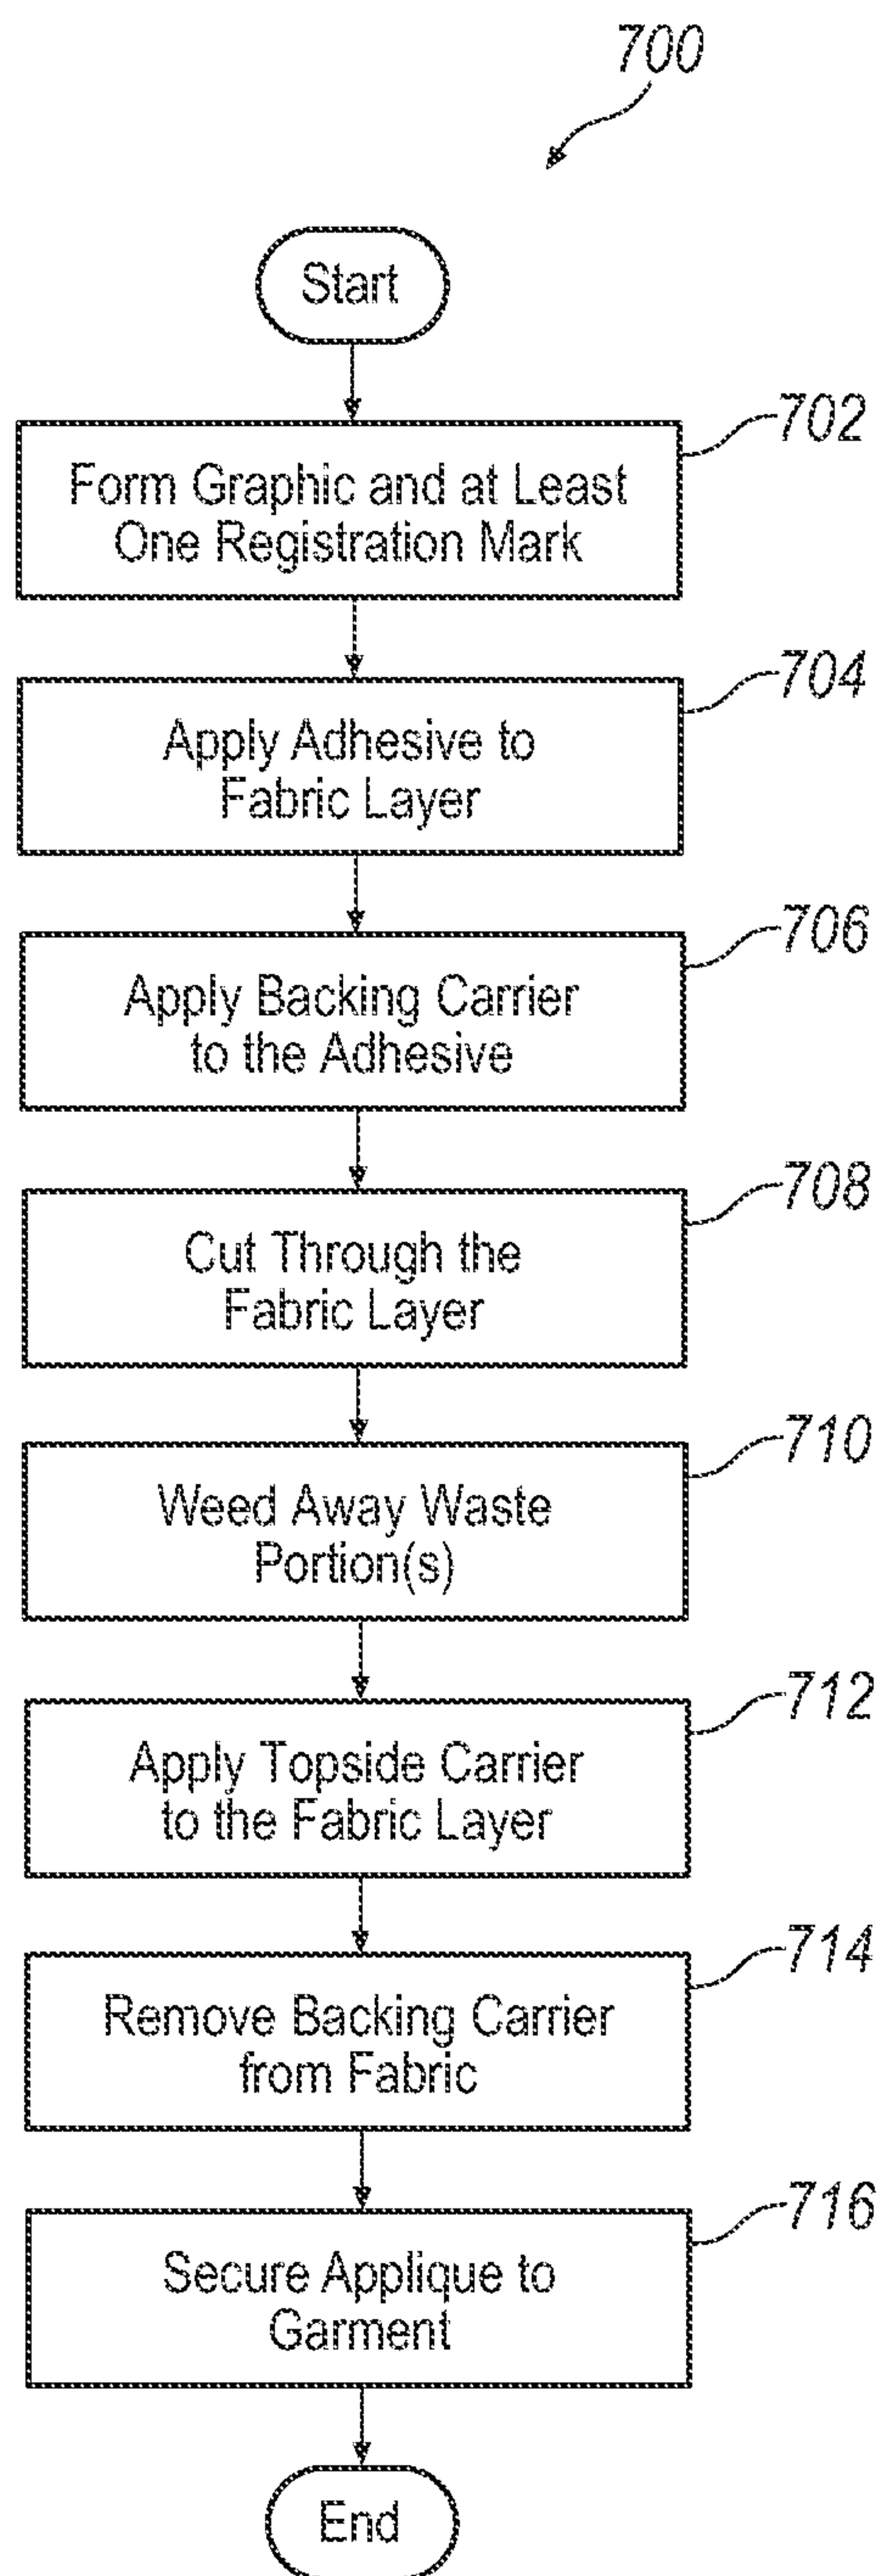 700
Start
702
Form Graphic and at Least
One Registration Mark
704
Apply Adhesive to
Fabric Layer
706
Apply Backing Carrier
to the Adhesive
708
Cut Through the
Fabric Layer
710
Weed Away Waste
Portion(s)
712
Apply Topside Carrier
to the Fabric Layer
714
Remove Backing Carrier
from Fabric
716
Secure Applique to
Garment
End